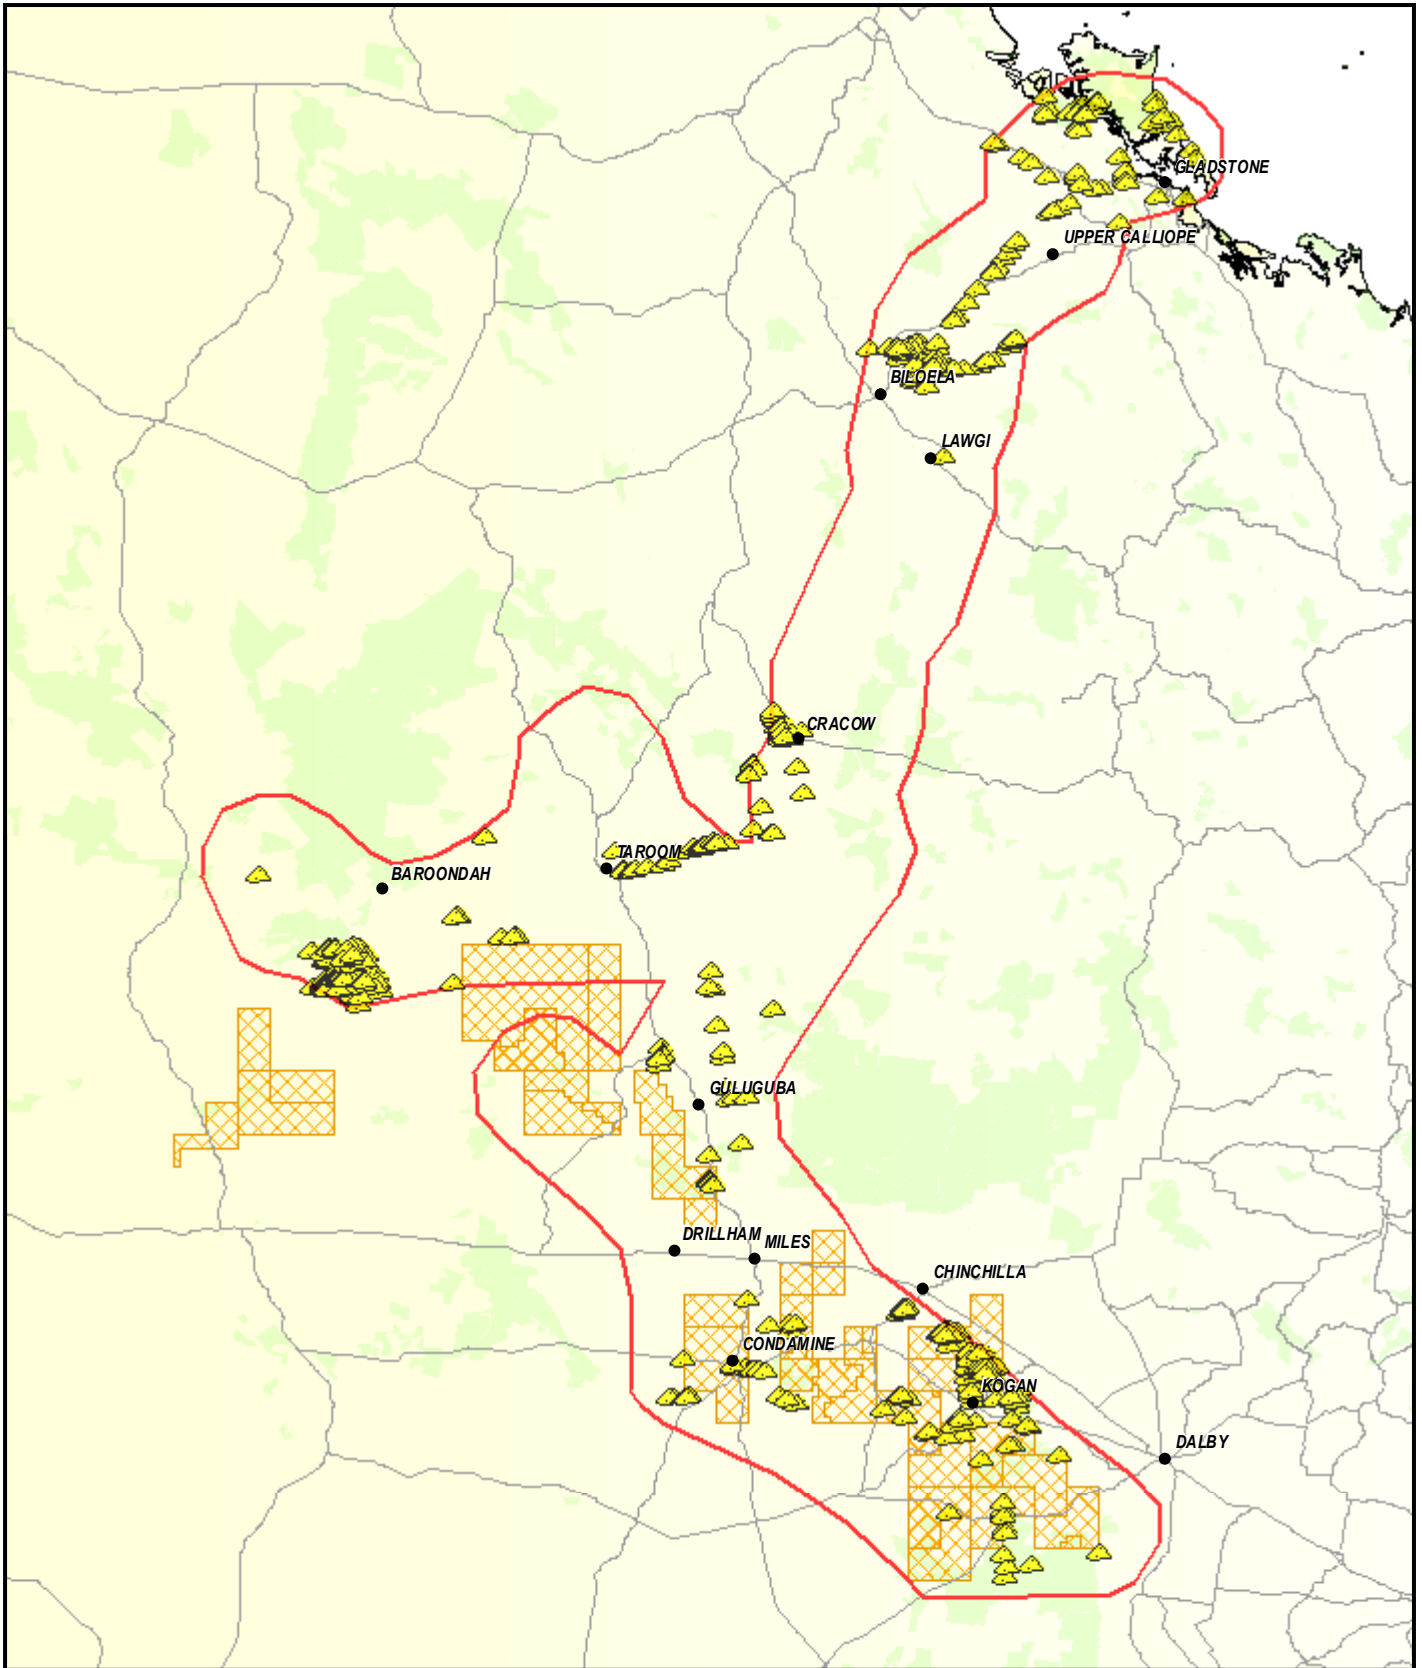 GLADSTONE
UPPER CALLIOPE
BILOELA
LAWGI
CRACOW
TAROOM
BAROONDAH
GULUGUBA
DRILLHAM
MILES
CHINCHILLA
CONDAMINE
KOGAN
DALBY